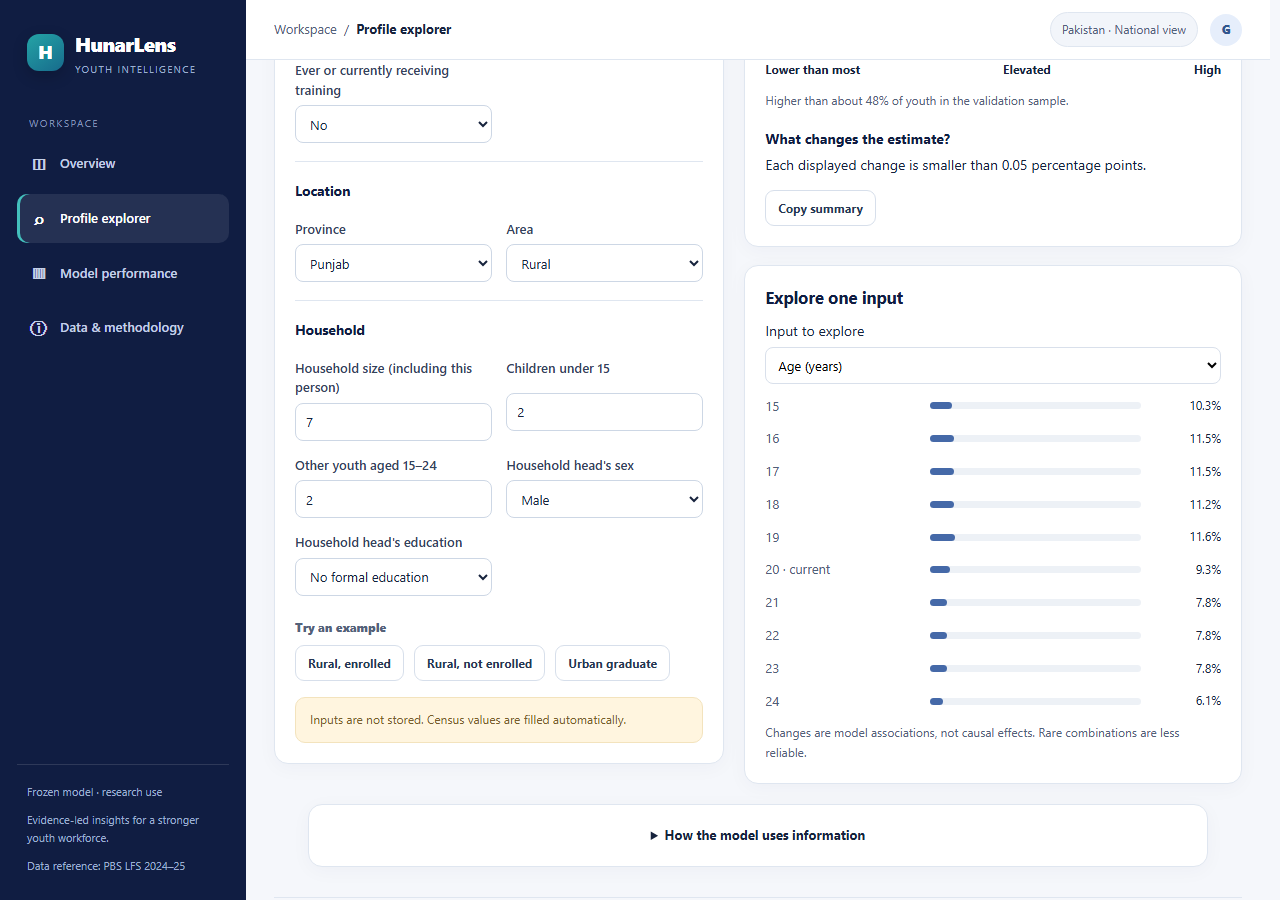 H
HunarLens
YOUTH INTELLIGENCE
WORKSPACE
Overview
Profile explorer
Model performance
Data & methodology
Frozen model · research use
Evidence-led insights for a stronger
youth workforce.
Data reference: PBS LFS 2024–25
Workspace / Profile explorer
Pakistan · National view
G
Ever or currently receiving
training
No
Location
Province
Area
Punjab
Rural
Household
Household size (including this
person)
Children under 15
7
2
Other youth aged 15–24
Household head's sex
2
Male
Household head's education
No formal education
Try an example
Rural, enrolled
Rural, not enrolled
Urban graduate
Inputs are not stored. Census values are filled automatically.
Lower than most Elevated High
Higher than about 48% of youth in the validation sample.
What changes the estimate?
Each displayed change is smaller than 0.05 percentage points.
Copy summary
Explore one input
Input to explore
Age (years)
15 10.3%
16 11.5%
17 11.5%
18 11.2%
19 11.6%
20 · current 9.3%
21 7.8%
22 7.8%
23 7.8%
24 6.1%
Changes are model associations, not causal effects. Rare combinations are less
reliable.
How the model uses information